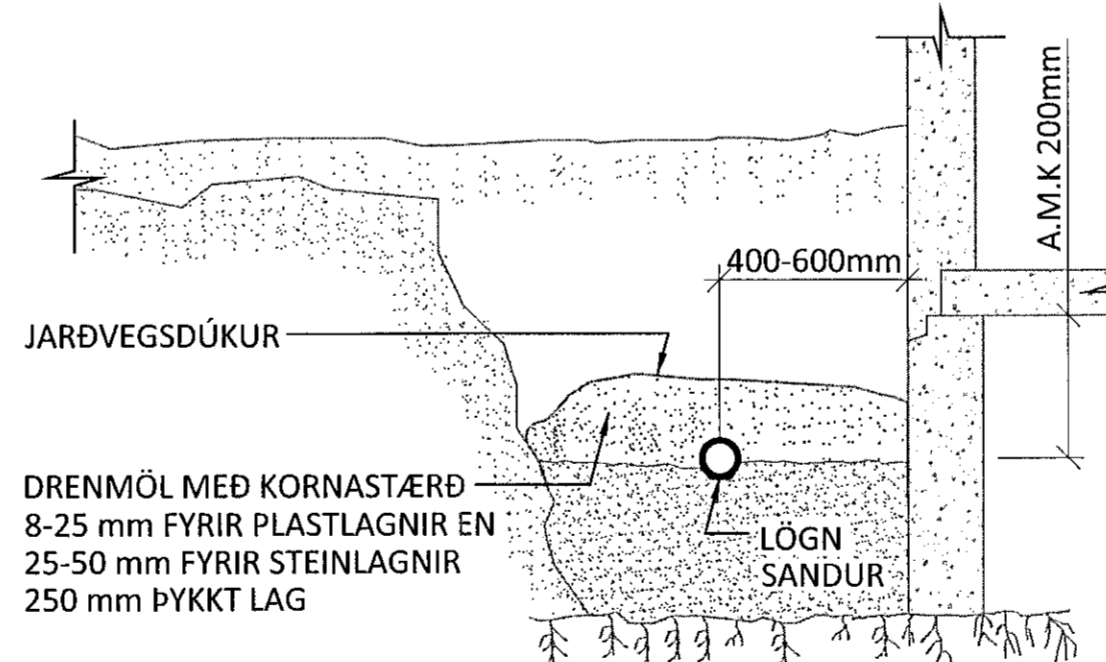 A.M.K 200mm
400-600mm
JARÐVEGSDÚKUR
DRENMÖL MEÐ KORNASTÆRÐ
8-25 mm FYRIR PLASTLAGNIR EN
25-50 mm FYRIR STEINLAGNIR
250 mm ÞYKKT LAG
LÖGN
SANDUR